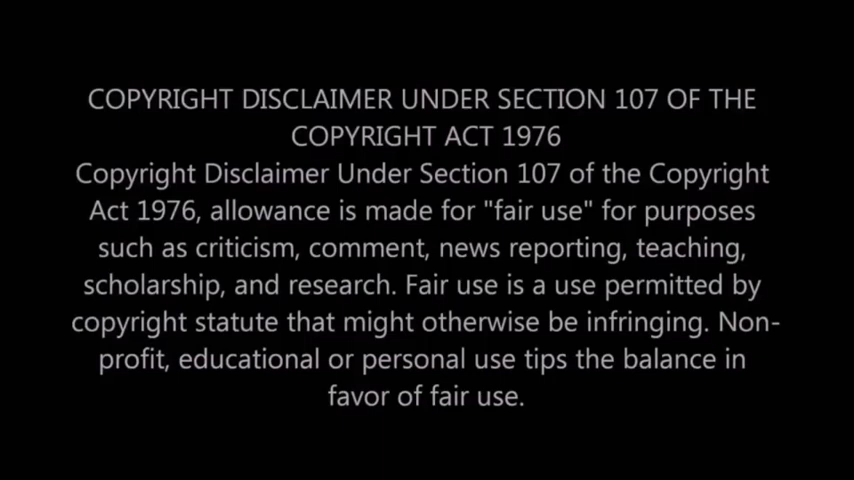 COPYRIGHT DISCLAIMER UNDER SECTION 107 OF THE
COPYRIGHT ACT 1976
Copyright Disclaimer Under Section 107 of the Copyright
Act 1976, allowance is made for "fair use" for purposes
such as criticism, comment, news reporting, teaching,
scholarship, and research. Fair use is a use permitted by
copyright statute that might otherwise be infringing. Non-
profit, educational or personal use tips the balance in
favor of fair use.